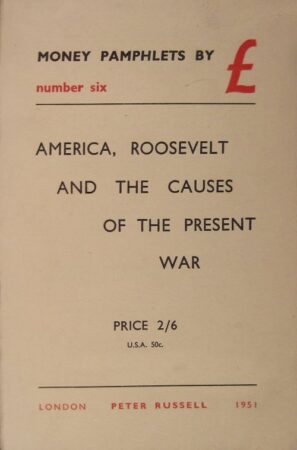 MONEY PAMPHLETS BY £
number six
AMERICA, ROOSEVELT
AND THE CAUSES
OF THE PRESENT
WAR
PRICE 2/6
U.S.A. 50c.
LONDON PETER RUSSELL 1951